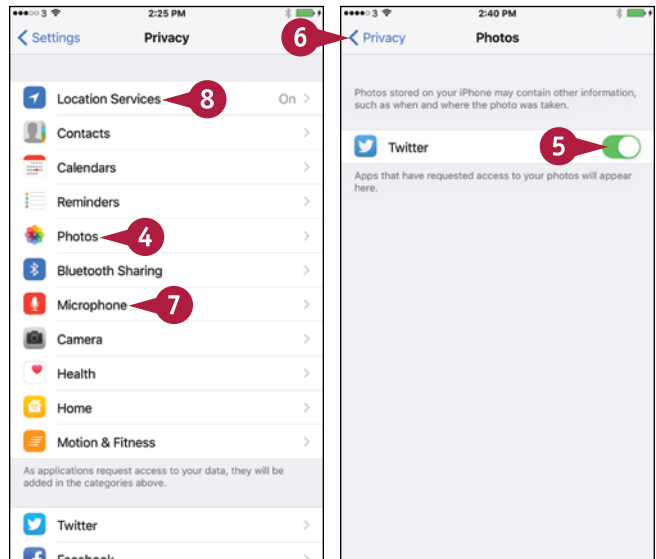 3 2:25 PM
Settings Privacy
Location Services 8 On
Contacts
Calendars
Reminders
Photos 4
Bluetooth Sharing
Microphone 7
Camera
Health
Home
Motion & Fitness
As applications request access to your data, they will be
added in the categories above.
Twitter
Facebook
3 2:40 PM
6 Privacy Photos
Photos stored on your iPhone may contain other information,
such as when and where the photo was taken.
Twitter 5
Apps that have requested access to your photos will appear
here.